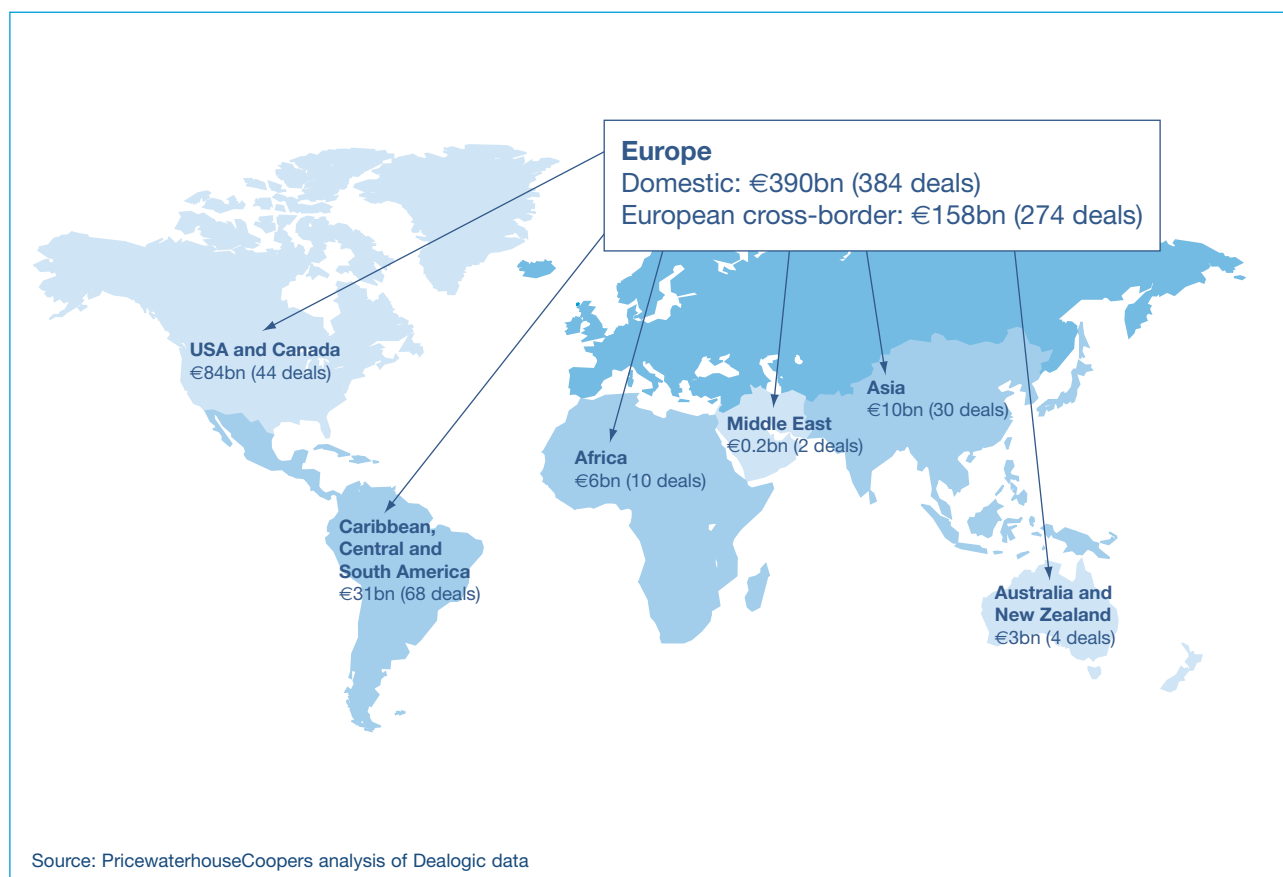 Europe
Domestic: €390bn (384 deals)
European cross-border: €158bn (274 deals)
USA and Canada
€84bn (44 deals)
Asia
€10bn (30 deals)
Middle East
€0.2bn (2 deals)
Africa
€6bn (10 deals)
Caribbean,
Central and
South America
€31bn (68 deals)
Australia and
New Zealand
€3bn (4 deals)
Source: PricewaterhouseCoopers analysis of Dealogic data